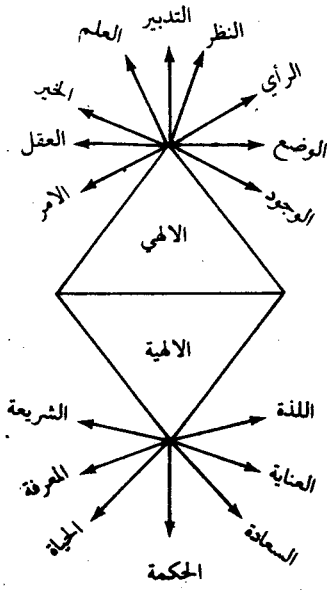 التدبير
النظر
العلم
الرأي
الخير
الوضع
العقل
الوجود
الامر
الالهي
الالهية
اللذة
الشريعة
العناية
المعرفة
السعادة
الحياة
الحكمة